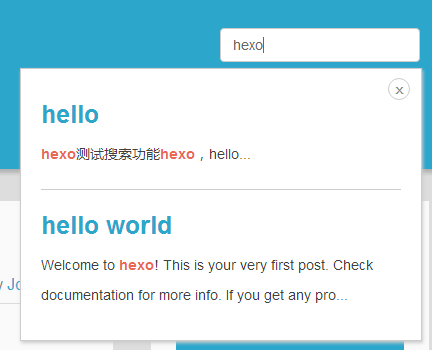 hexo
x
hello
hexo测试搜索功能hexo，hello...
hello world
Welcome to hexo! This is your very first post. Check
documentation for more info. If you get any pro...